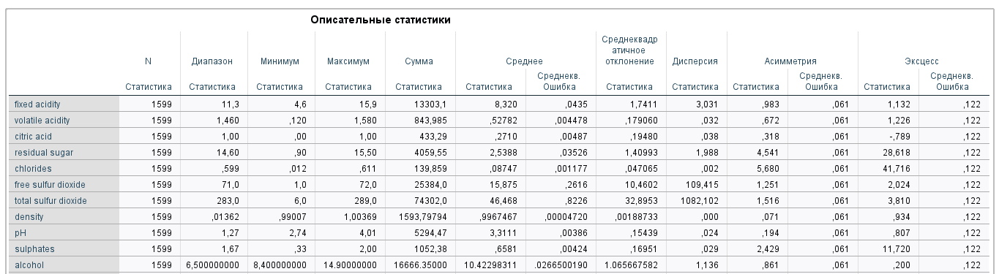 Описательные статистики
N Диапазон Минимум Максимум Сумма Среднее Среднеквадр атичное отклонение Дисперсия Асимметрия Эксцесс
Статистика Статистика Статистика Статистика Статистика Статистика Среднекв. Ошибка Статистика Статистика Статистика Среднекв. Ошибка Статистика Среднекв. Ошибка
fixed acidity 1599 11,3 4,6 15,9 13303,1 8,320 ,0435 1,7411 3,031 ,983 ,061 1,132 ,122
volatile acidity 1599 1,460 ,120 1,580 843,985 ,52782 ,004478 ,179060 ,032 ,672 ,061 1,226 ,122
citric acid 1599 1,00 ,00 1,00 433,29 ,2710 ,00487 ,19480 ,038 ,318 ,061 -,789 ,122
residual sugar 1599 14,60 ,90 15,50 4059,55 2,5388 ,03526 1,40993 1,988 4,541 ,061 28,618 ,122
chlorides 1599 ,599 ,012 ,611 139,859 ,08747 ,001177 ,047065 ,002 5,680 ,061 41,716 ,122
free sulfur dioxide 1599 71,0 1,0 72,0 25384,0 15,875 ,2616 10,4602 109,415 1,251 ,061 2,024 ,122
total sulfur dioxide 1599 283,0 6,0 289,0 74302,0 46,468 ,8226 32,8953 1082,102 1,516 ,061 3,810 ,122
density 1599 ,01362 ,99007 1,00369 1593,79794 ,9967467 ,00004720 ,00188733 ,000 ,071 ,061 ,934 ,122
pH 1599 1,27 2,74 4,01 5294,47 3,3111 ,00386 ,15439 ,024 ,194 ,061 ,807 ,122
sulphates 1599 1,67 ,33 2,00 1052,38 ,6581 ,00424 ,16951 ,029 2,429 ,061 11,720 ,122
alcohol 1599 6,500000000 8,400000000 14.90000000 16666.35000 10.42298311 .0266500190 1.065667582 1,136 ,861 ,061 ,200 ,122